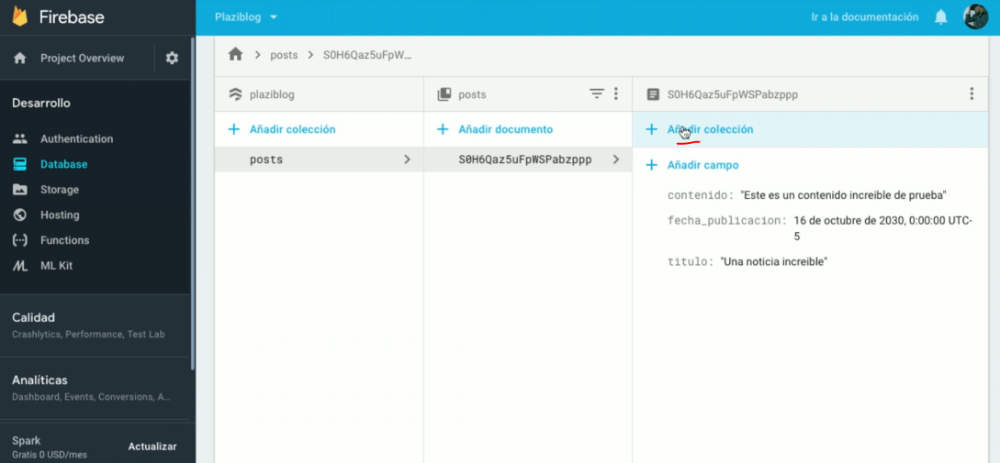 Firebase
Plaziblog
Ir a la documentación
Project Overview
posts
S0H6Qaz5uFpW...
Desarrollo
plaziblog
posts
S0H6Qaz5uFpWSPabzppp
Añadir colección
Añadir documento
Añadir colección
Authentication
Database
posts
S0H6Qaz5uFpWSPabzppp
Añadir campo
Storage
Hosting
Functions
ML Kit
contenido: "Este es un contenido increible de prueba"
fecha_publicacion: 16 de octubre de 2030, 0:00:00 UTC-
5
titulo: "Una noticia increible"
Calidad
Crashlytics, Performance, Test Lab
Analíticas
Dashboard, Events, Conversions, A...
Spark
Gratis 0 USD/mes
Actualizar